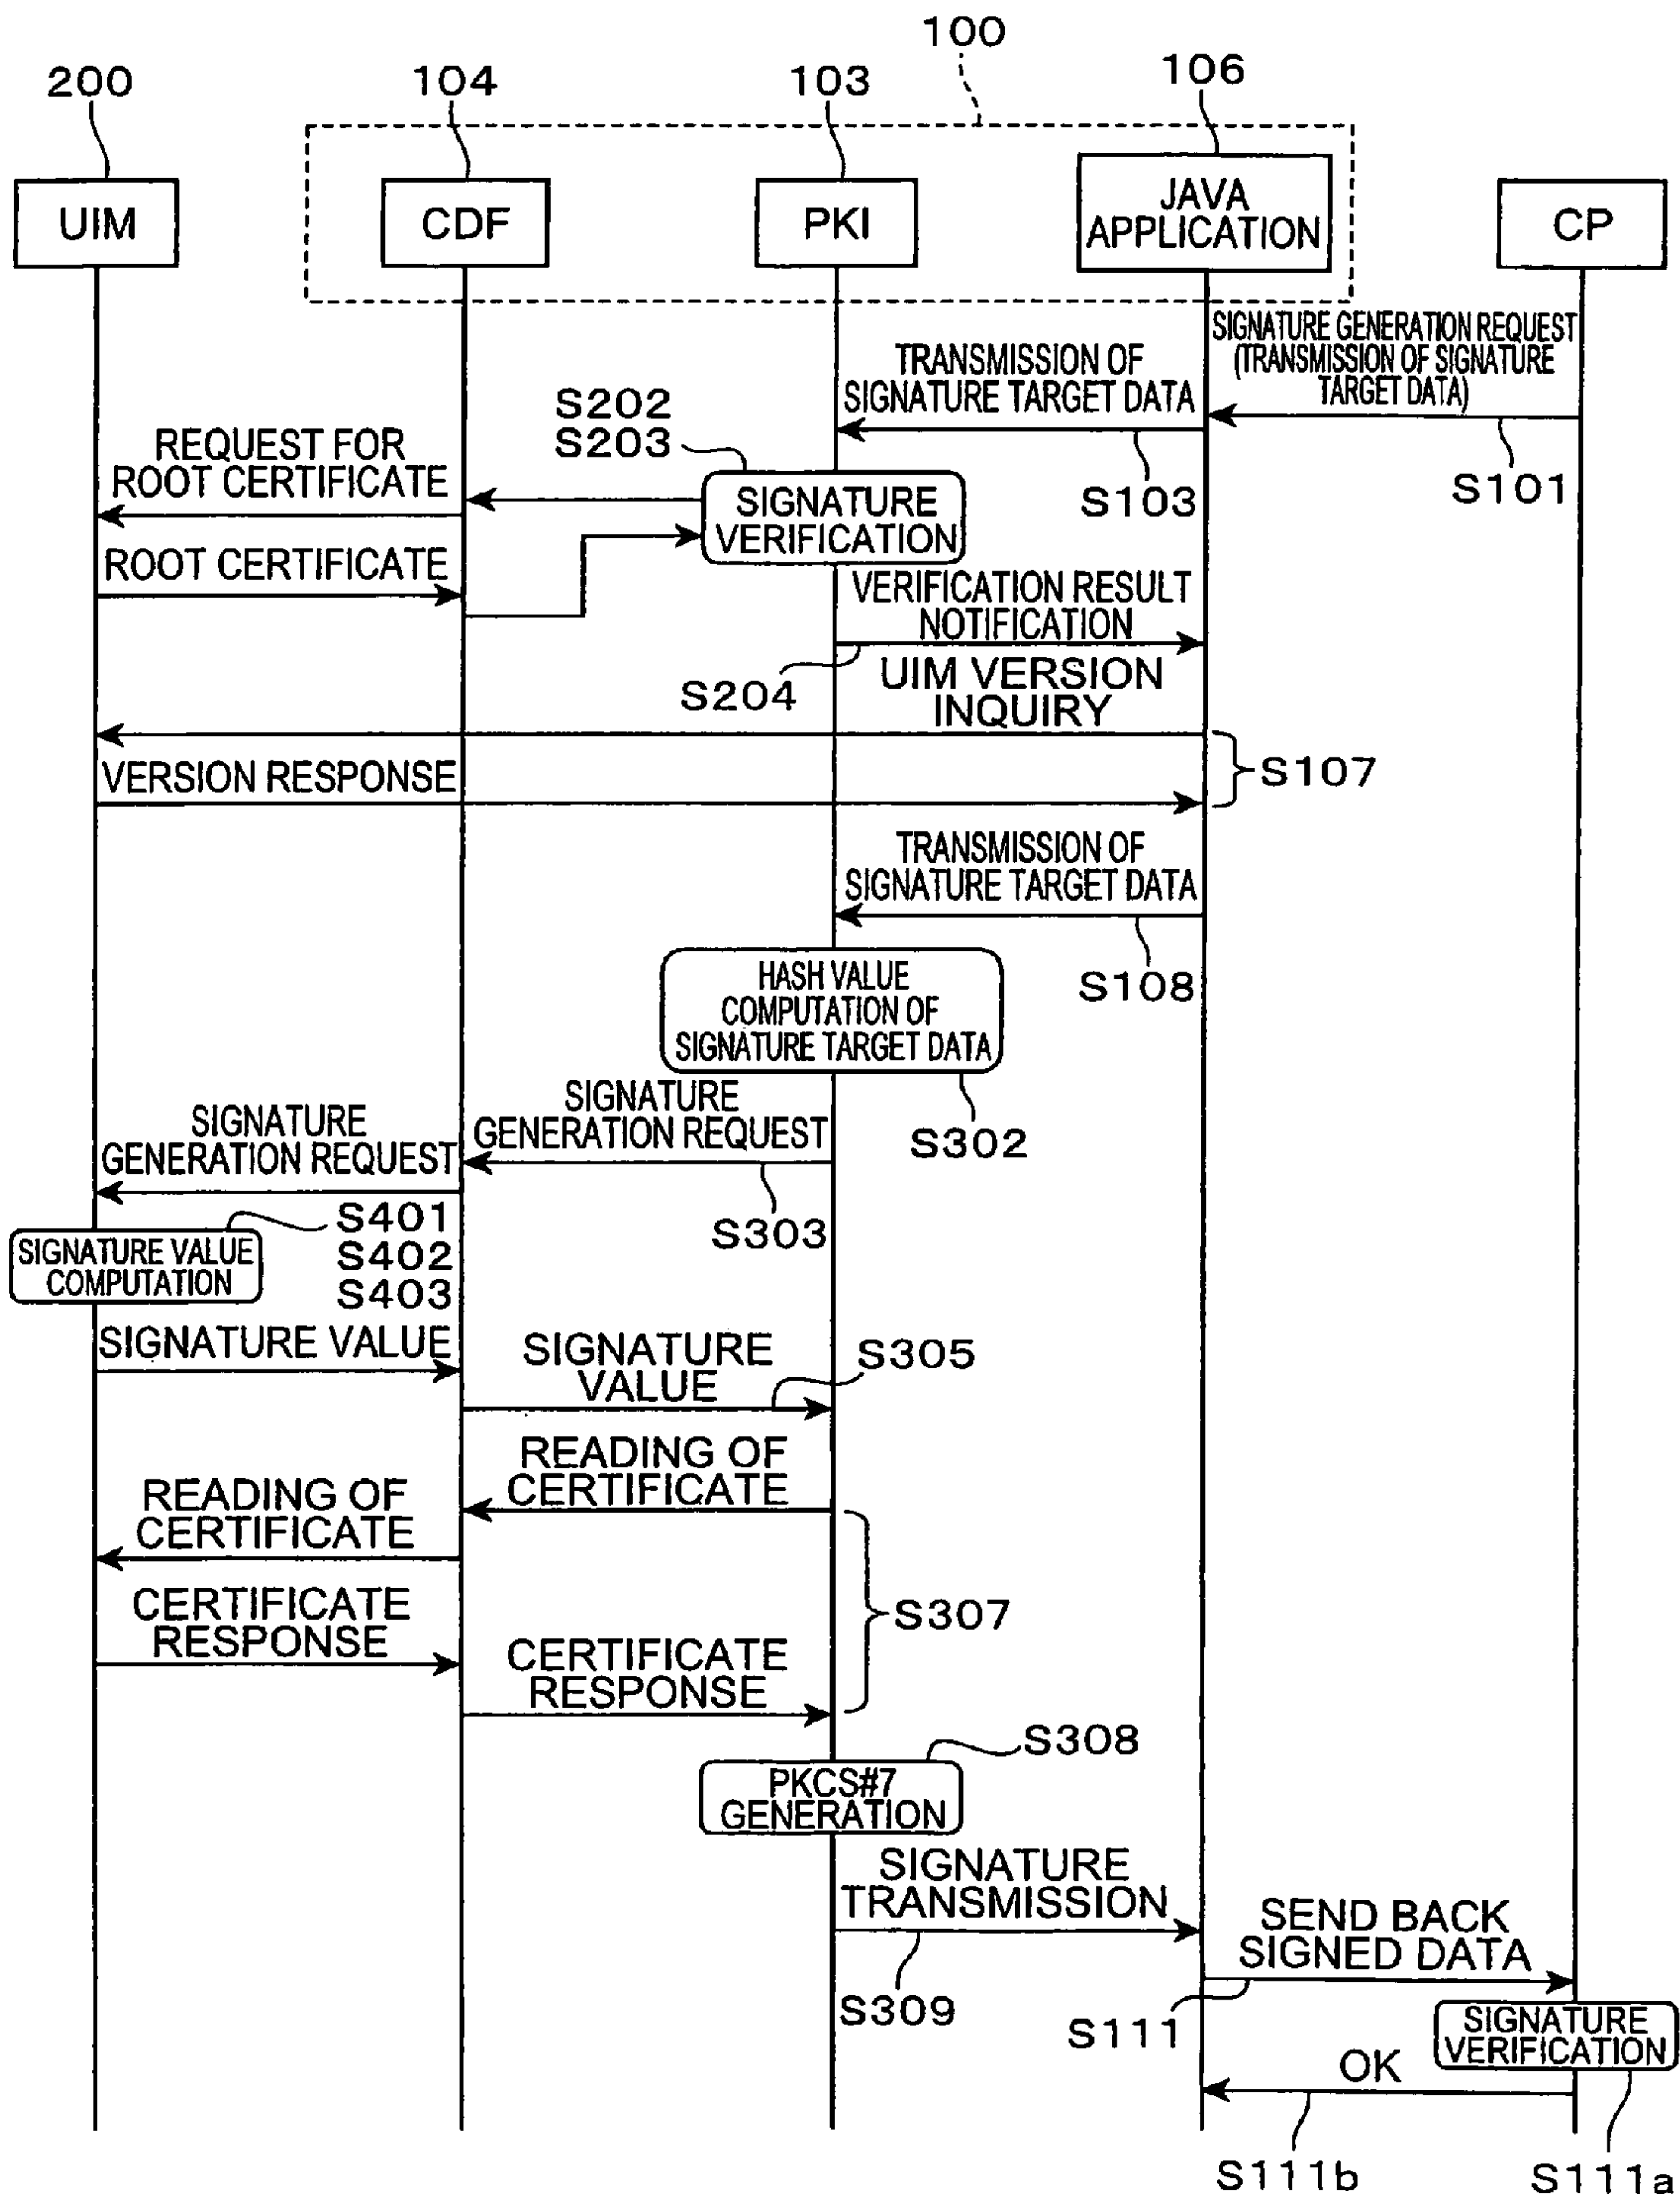 100
200
104
103
106
UIM
CDF
PKI
JAVA
APPLICATION
CP
SIGNATURE GENERATION REQUEST
(TRANSMISSION OF SIGNATURE
TARGET DATA)
S101
TRANSMISSION OF
SIGNATURE TARGET DATA
S103
S202
S203
SIGNATURE
VERIFICATION
REQUEST FOR
ROOT CERTIFICATE
ROOT CERTIFICATE
VERIFICATION RESULT
NOTIFICATION
S204
UIM VERSION
INQUIRY
VERSION RESPONSE
S107
TRANSMISSION OF
SIGNATURE TARGET DATA
S108
HASH VALUE
COMPUTATION OF
SIGNATURE TARGET DATA
S302
SIGNATURE
GENERATION REQUEST
S303
SIGNATURE
GENERATION REQUEST
S401
S402
S403
SIGNATURE VALUE
COMPUTATION
SIGNATURE VALUE
SIGNATURE
VALUE
S305
READING OF
CERTIFICATE
READING OF
CERTIFICATE
CERTIFICATE
RESPONSE
CERTIFICATE
RESPONSE
S307
S308
PKCS#7
GENERATION
SIGNATURE
TRANSMISSION
S309
SEND BACK
SIGNED DATA
S111
SIGNATURE
VERIFICATION
OK
S111b
S111a